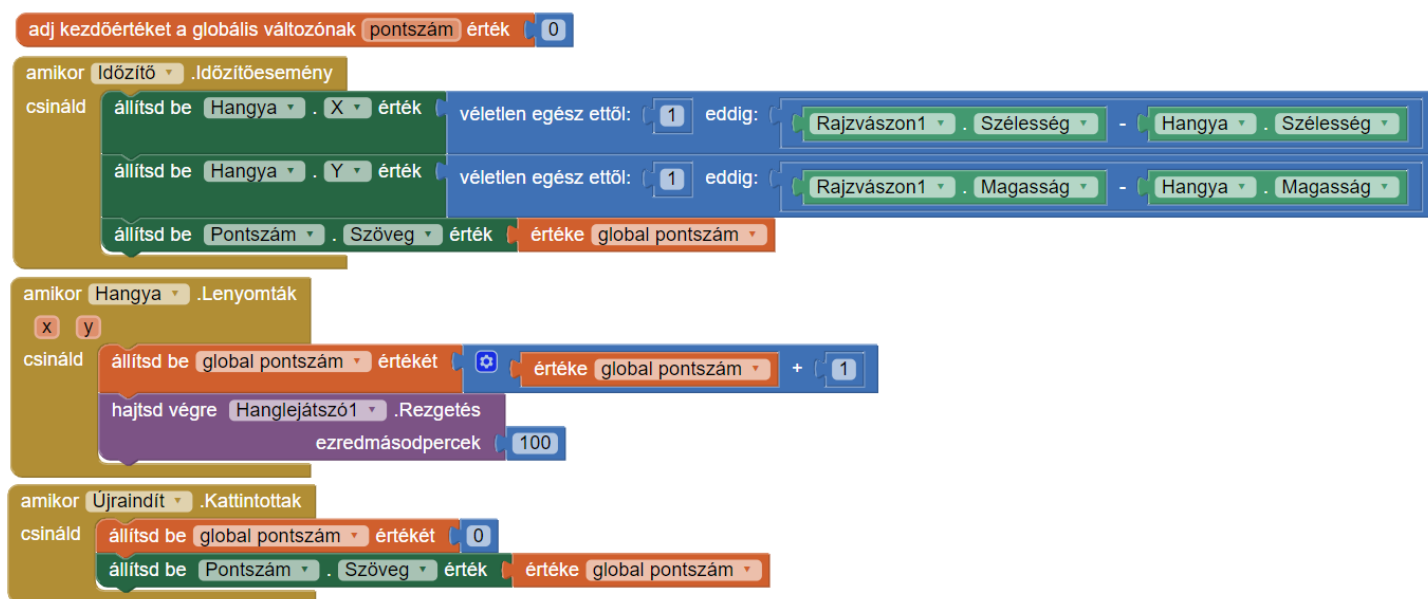 adj kezdőértéket a globális változónak pontszám érték 0
amikor Időzítő .Időzítőesemény
csináld állítsd be Hangya . X érték véletlen egész ettől: 1 eddig: Rajzvászon1 . Szélesség - Hangya . Szélesség
állítsd be Hangya . Y érték véletlen egész ettől: 1 eddig: Rajzvászon1 . Magasság - Hangya . Magasság
állítsd be Pontszám . Szöveg érték értéke global pontszám
amikor Hangya .Lenyomták
x y
csináld állítsd be global pontszám értékét értéke global pontszám + 1
hajtsd végre Hanglejátszó1 .Rezgetés
ezredmásodpercek 100
amikor Újraindít .Kattintottak
csináld állítsd be global pontszám értékét 0
állítsd be Pontszám . Szöveg érték értéke global pontszám